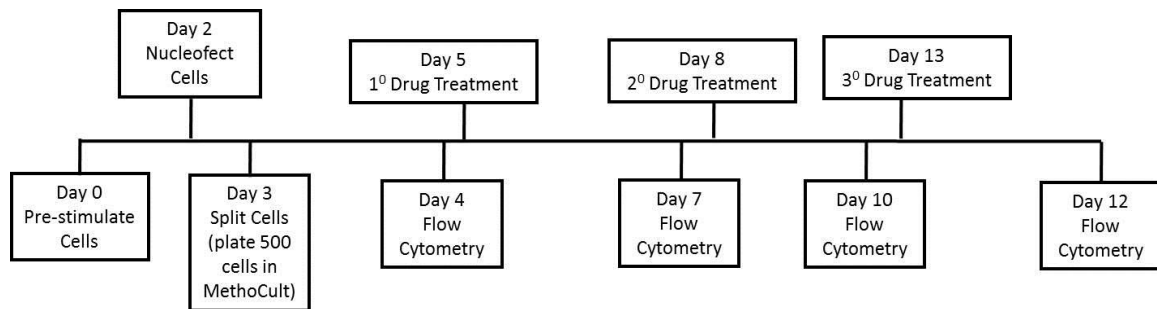 Day 2
Nucleofect
Cells
Day 5
1⁰ Drug Treatment
Day 8
2⁰ Drug Treatment
Day 13
3⁰ Drug Treatment
Day 0
Pre-stimulate
Cells
Day 3
Split Cells
(plate 500
cells in
MethoCult)
Day 4
Flow
Cytometry
Day 7
Flow
Cytometry
Day 10
Flow
Cytometry
Day 12
Flow
Cytometry